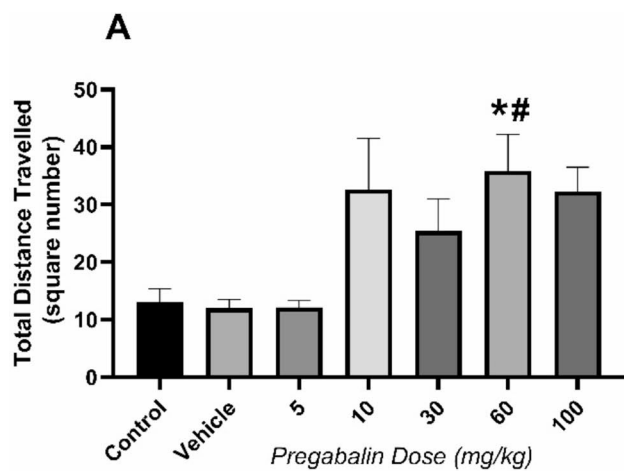 A
Total Distance Travelled
(square number)
50
40
30
20
10
0
*#
Control
Vehicle
5
10
30
60
100
Pregabalin Dose (mg/kg)